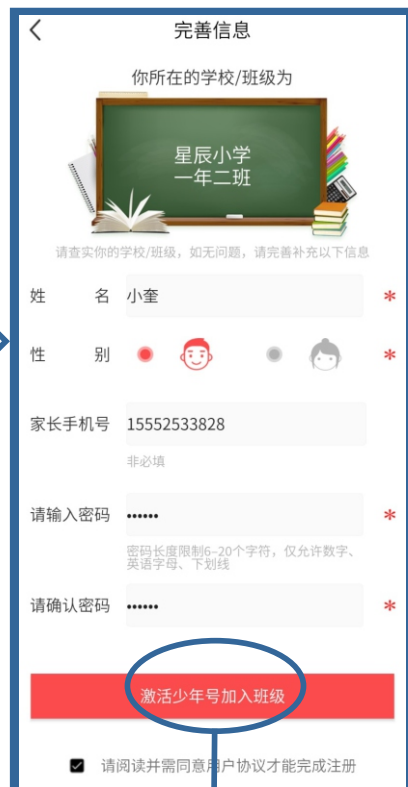 完善信息
你所在的学校/班级为
星辰小学
一年二班
请查实你的学校/班级，如无问题，请完善补充以下信息
姓 名 小奎 *
性 别 *
家长手机号 15552533828
非必填
请输入密码 •••••• *
密码长度限制6-20个字符，仅允许数字、
英语字母、下划线
请确认密码 •••••• *
激活少年号加入班级
请阅读并需同意用户协议才能完成注册